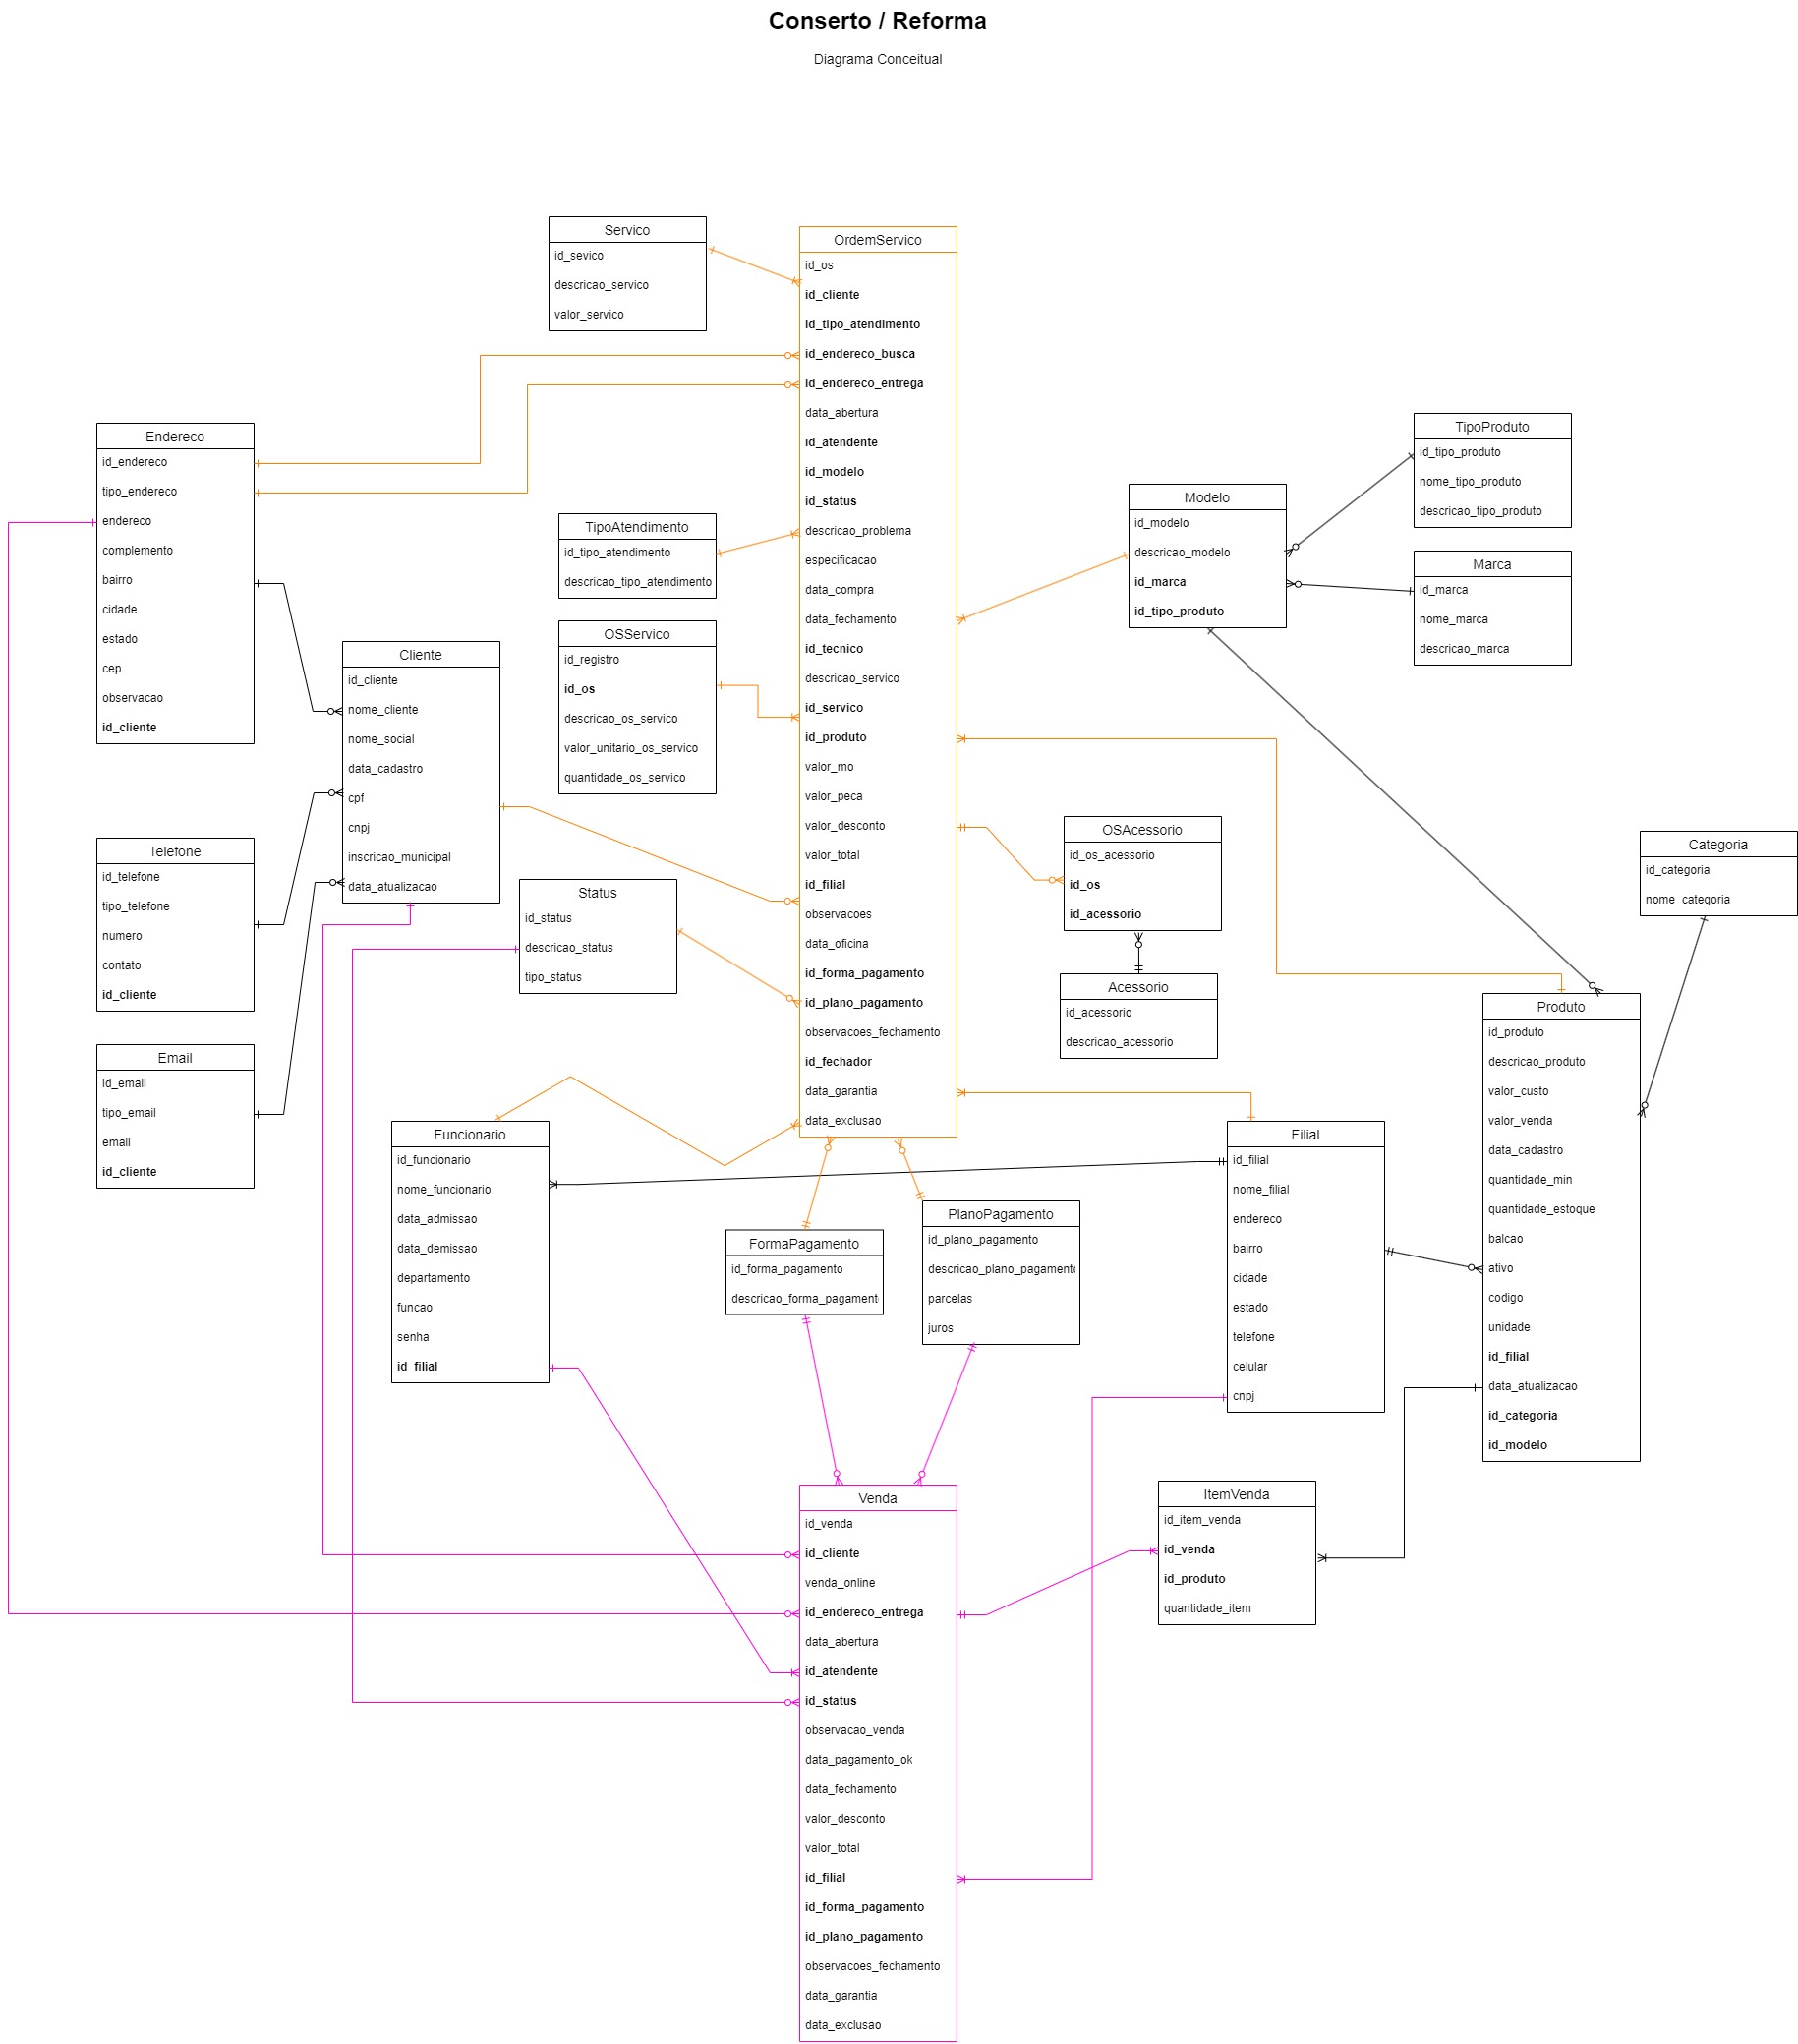 Conserto / Reforma
Diagrama Conceitual
Servico
id_sevico
descricao_servico
valor_servico
OrdemServico
id_os
id_cliente
id_tipo_atendimento
id_endereco_busca
id_endereco_entrega
data_abertura
id_atendente
id_modelo
id_status
descricao_problema
especificacao
data_compra
data_fechamento
id_tecnico
descricao_servico
id_servico
id_produto
valor_mo
valor_peca
valor_desconto
valor_total
id_filial
observacoes
data_oficina
id_forma_pagamento
id_plano_pagamento
observacoes_fechamento
id_fechador
data_garantia
data_exclusao
Endereco
id_endereco
tipo_endereco
endereco
complemento
bairro
cidade
estado
cep
observacao
id_cliente
TipoAtendimento
id_tipo_atendimento
descricao_tipo_atendimento
OSServico
id_registro
id_os
descricao_os_servico
valor_unitario_os_servico
quantidade_os_servico
Modelo
id_modelo
descricao_modelo
id_marca
id_tipo_produto
TipoProduto
id_tipo_produto
nome_tipo_produto
descricao_tipo_produto
Marca
id_marca
nome_marca
descricao_marca
Cliente
id_cliente
nome_cliente
nome_social
data_cadastro
cpf
cnpj
inscricao_municipal
data_atualizacao
Telefone
id_telefone
tipo_telefone
numero
contato
id_cliente
Status
id_status
descricao_status
tipo_status
OSAcessorio
id_os_acessorio
id_os
id_acessorio
Acessorio
id_acessorio
descricao_acessorio
Categoria
id_categoria
nome_categoria
Email
id_email
tipo_email
email
id_cliente
Produto
id_produto
descricao_produto
valor_custo
valor_venda
data_cadastro
quantidade_min
quantidade_estoque
balcao
ativo
codigo
unidade
id_filial
data_atualizacao
id_categoria
id_modelo
Funcionario
id_funcionario
nome_funcionario
data_admissao
data_demissao
departamento
funcao
senha
id_filial
FormaPagamento
id_forma_pagamento
descricao_forma_pagament
PlanoPagamento
id_plano_pagamento
descricao_plano_pagament
parcelas
juros
Filial
id_filial
nome_filial
endereco
bairro
cidade
estado
telefone
celular
cnpj
Venda
id_venda
id_cliente
venda_online
id_endereco_entrega
data_abertura
id_atendente
id_status
observacao_venda
data_pagamento_ok
data_fechamento
valor_desconto
valor_total
id_filial
id_forma_pagamento
id_plano_pagamento
observacoes_fechamento
data_garantia
data_exclusao
ItemVenda
id_item_venda
id_venda
id_produto
quantidade_item